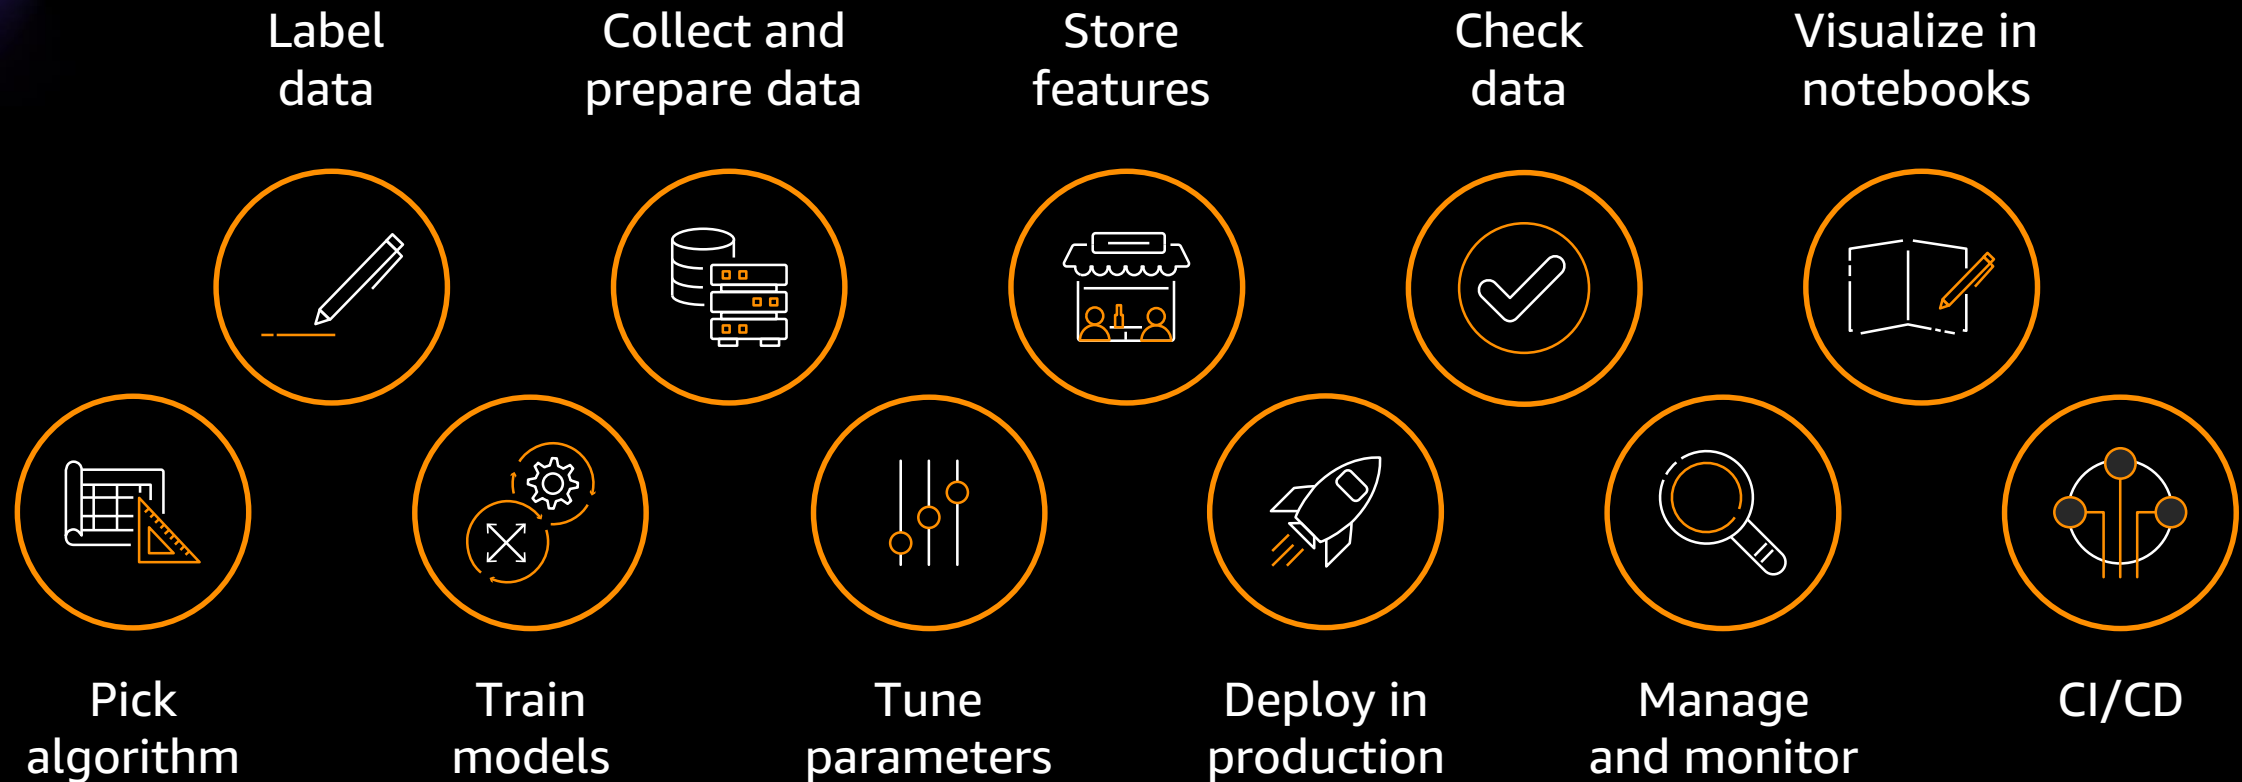 Label
data
Collect and
prepare data
Store
features
Check
data
Visualize in
notebooks
Pick
algorithm
Train
models
Tune
parameters
Deploy in
production
Manage
and monitor
CI/CD